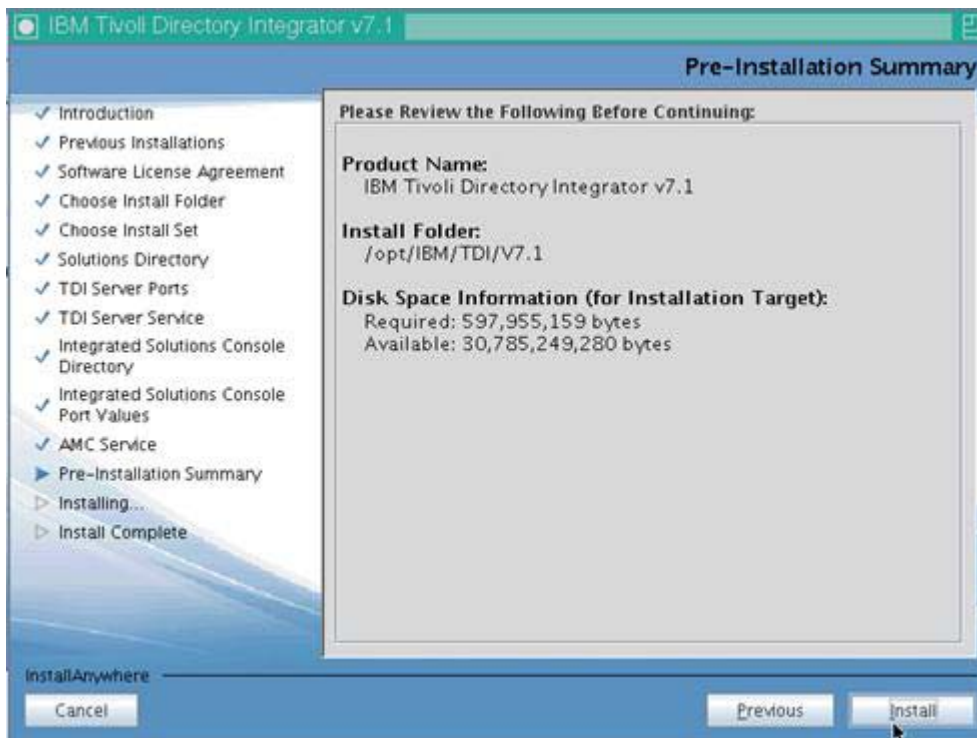 IBM Tivoli Directory Integrator v7.1
Pre-Installation Summary
Introduction
Previous Installations
Software License Agreement
Choose Install Folder
Choose Install Set
Solutions Directory
TDI Server Ports
TDI Server Service
Integrated Solutions Console
Directory
Integrated Solutions Console
Port Values
AMC Service
Pre-Installation Summary
Installing...
Install Complete
Please Review the Following Before Continuing:
Product Name:
IBM Tivoli Directory Integrator v7.1
Install Folder:
/opt/IBM/TDI/V7.1
Disk Space Information (for Installation Target):
Required: 597,955,159 bytes
Available: 30,785,249,280 bytes
InstallAnywhere
Cancel
Previous
Install